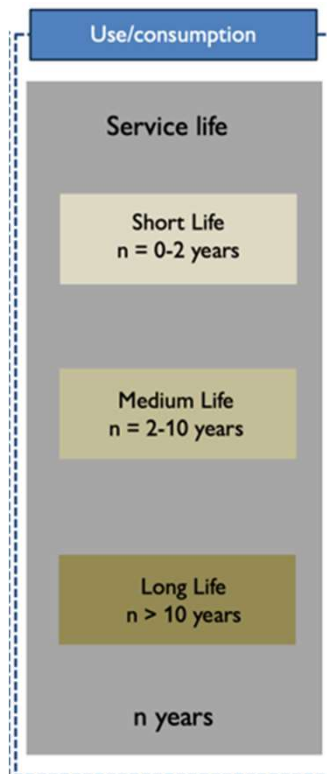 Use/consumption
Service life
Short Life
n = 0-2 years
Medium Life
n = 2-10 years
Long Life
n > 10 years
n years